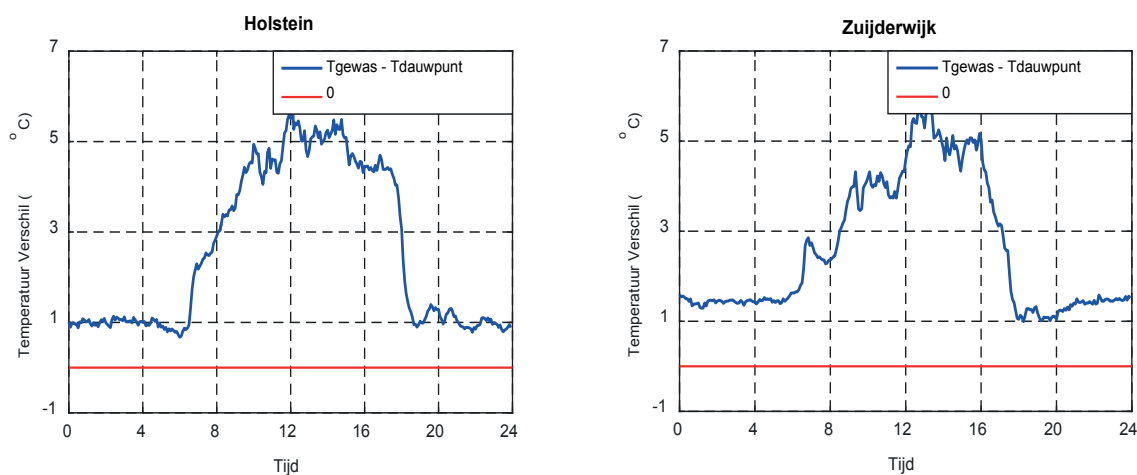 Holstein
7
5
3
1
-1
Temperatuur Verschil ( °C)
Tgewas - Tdauwpunt
0
0 4 8 12 16 20 24
Tijd
Zuijderwijk
7
5
3
1
-1
Temperatuur Verschil ( °C)
Tgewas - Tdauwpunt
0
0 4 8 12 16 20 24
Tijd